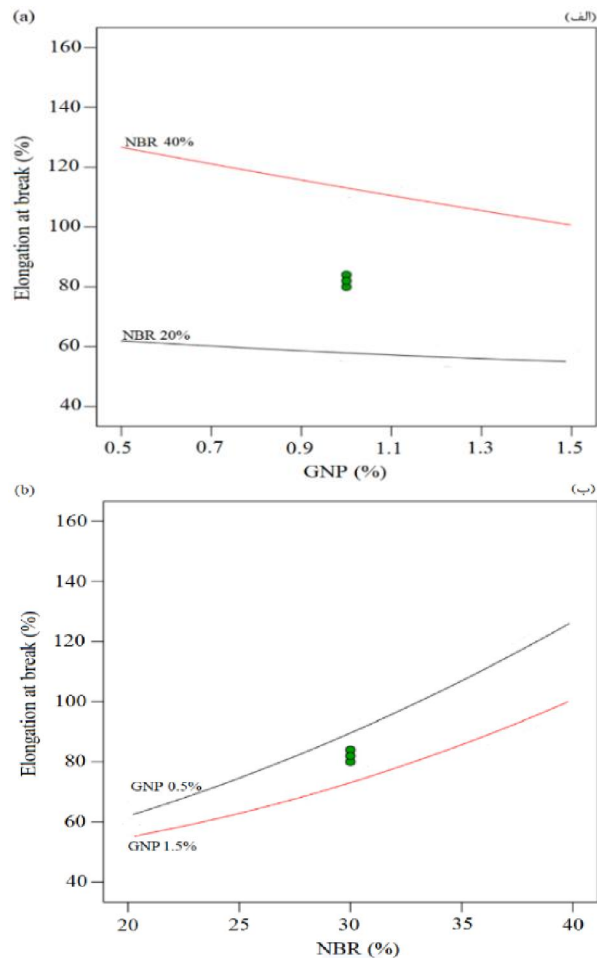 (a)
(الف)
160
140
120
100
80
60
40
Elongation at break (%)
NBR 40%
NBR 20%
0.5 0.7 0.9 1.1 1.3 1.5
GNP (%)
(b)
(ب)
160
140
120
100
80
60
40
Elongation at break (%)
GNP 0.5%
GNP 1.5%
20 25 30 35 40
NBR (%)